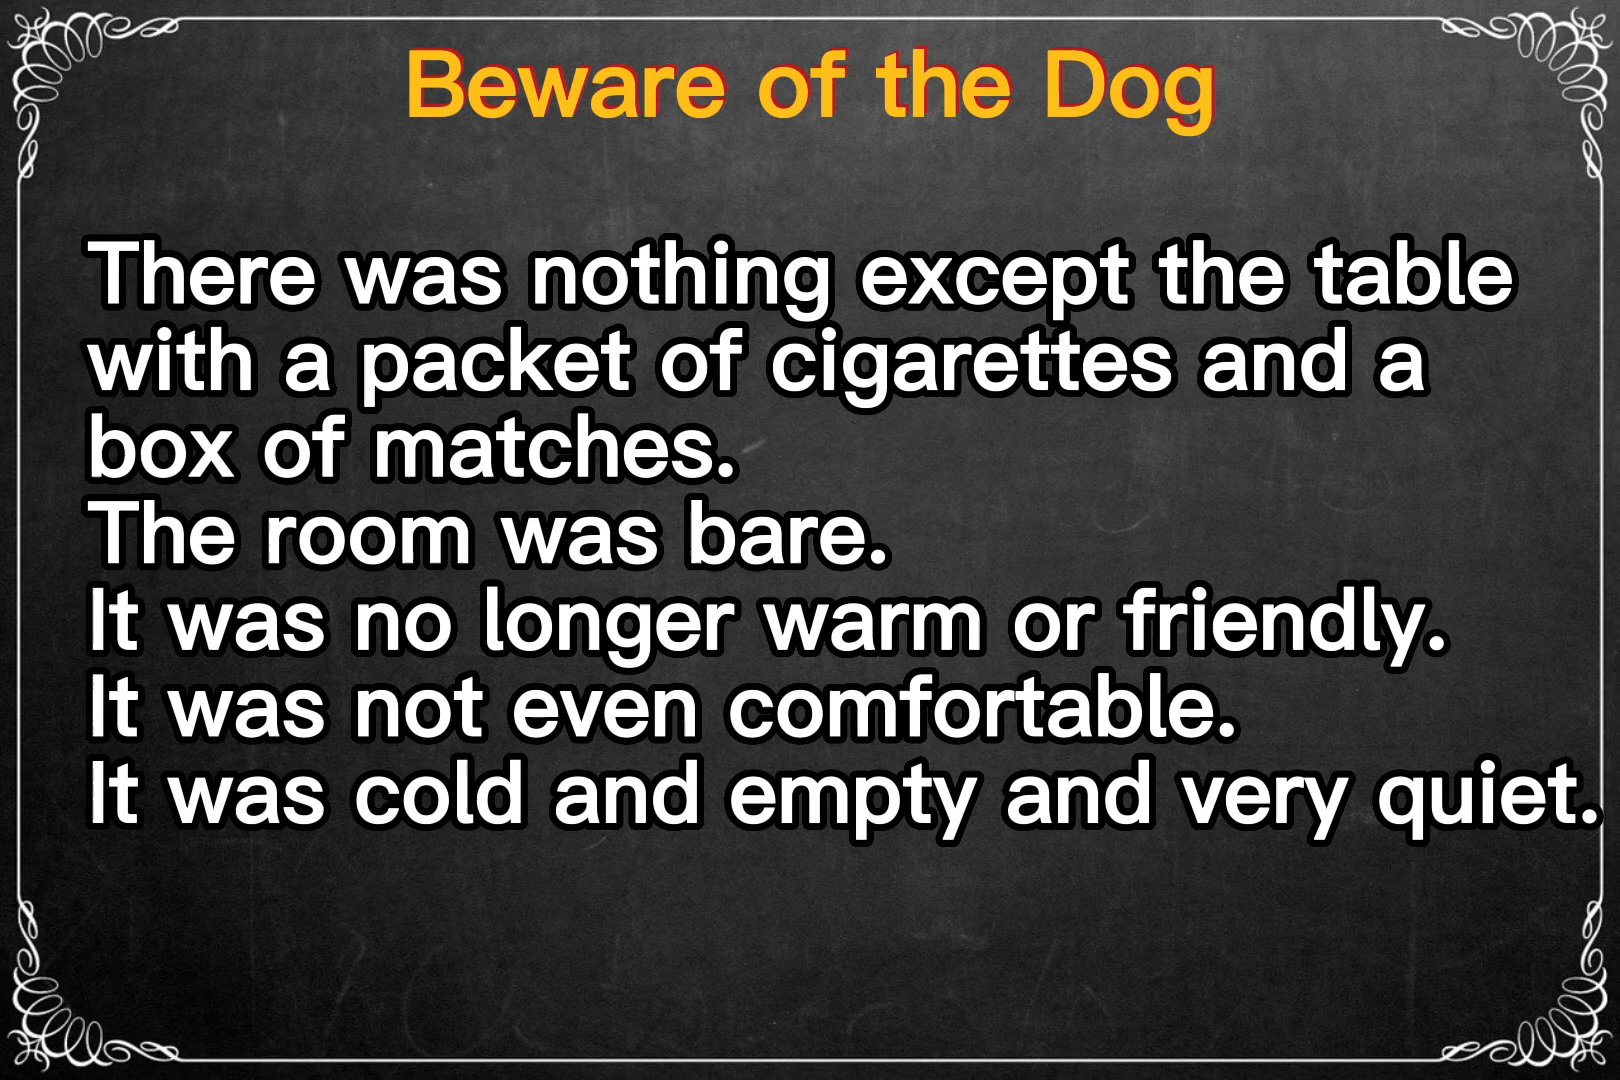 Beware of the Dog
There was nothing except the table
with a packet of cigarettes and a
box of matches.
The room was bare.
It was no longer warm or friendly.
It was not even comfortable.
It was cold and empty and very quiet.